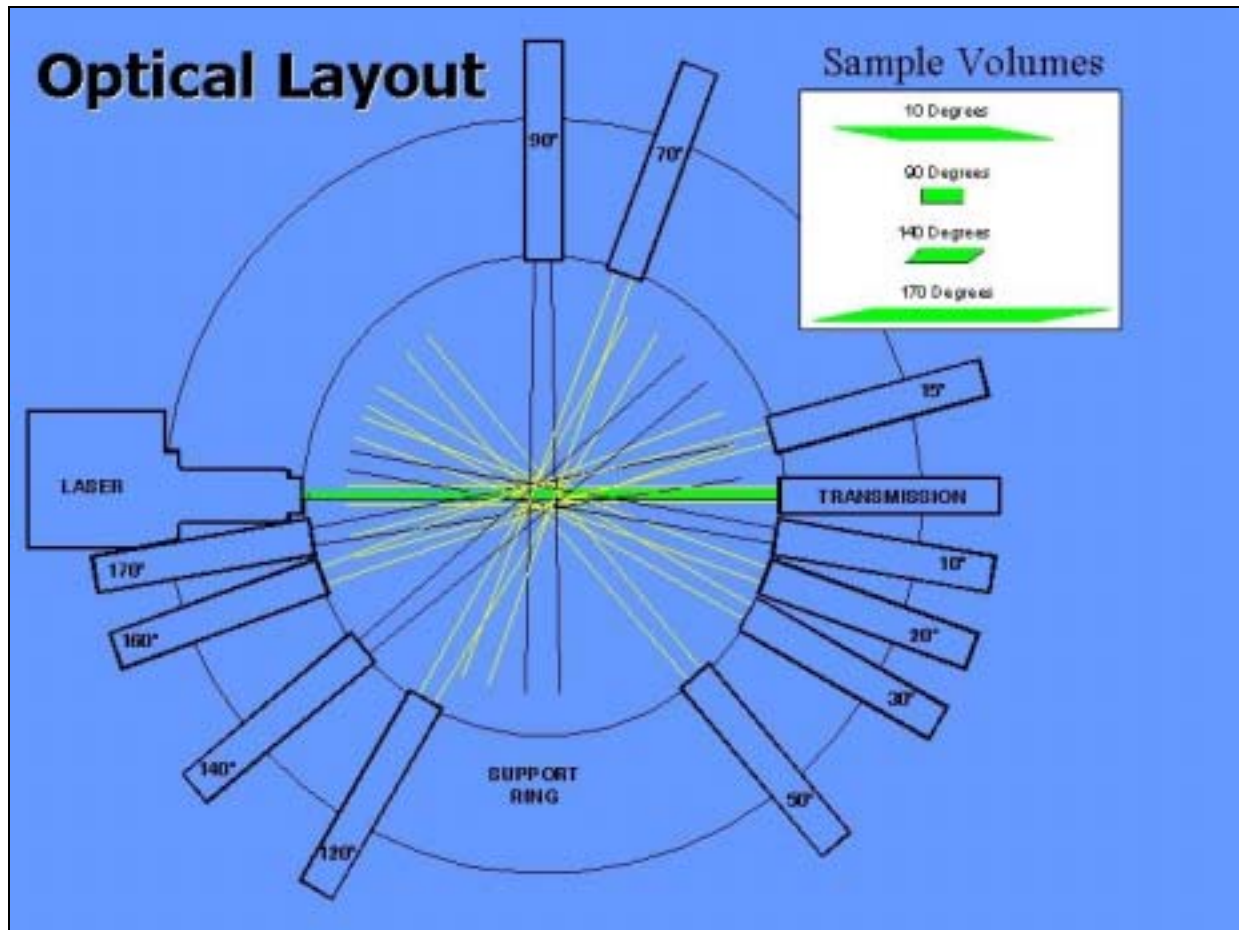 Optical Layout
Sample Volumes
10 Degrees
90 Degrees
140 Degrees
170 Degrees
90°
70°
15°
LASER
TRANSMISSION
170°
10°
160°
20°
30°
140°
50°
120°
SUPPORT
RING